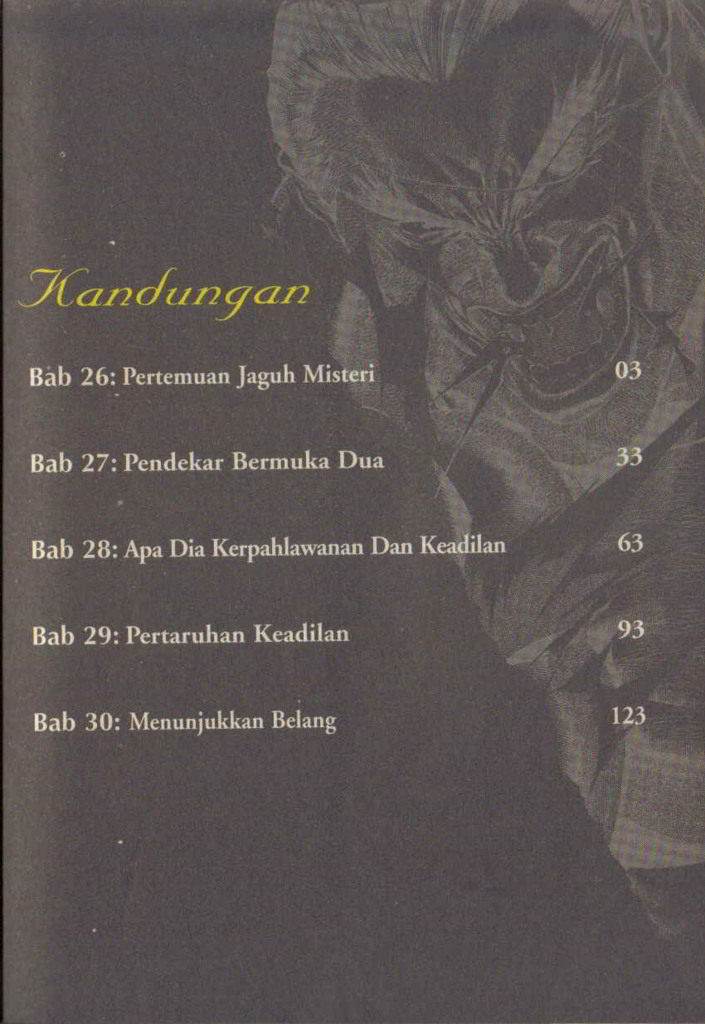 Kandungan
Bab 26: Pertemuan Jaguh Misteri 03
Bab 27: Pendekar Bermuka Dua 33
Bab 28: Apa Dia Kerpahlawanan Dan Keadilan 63
Bab 29: Pertaruhan Keadilan 93
Bab 30: Menunjukkan Belang 123